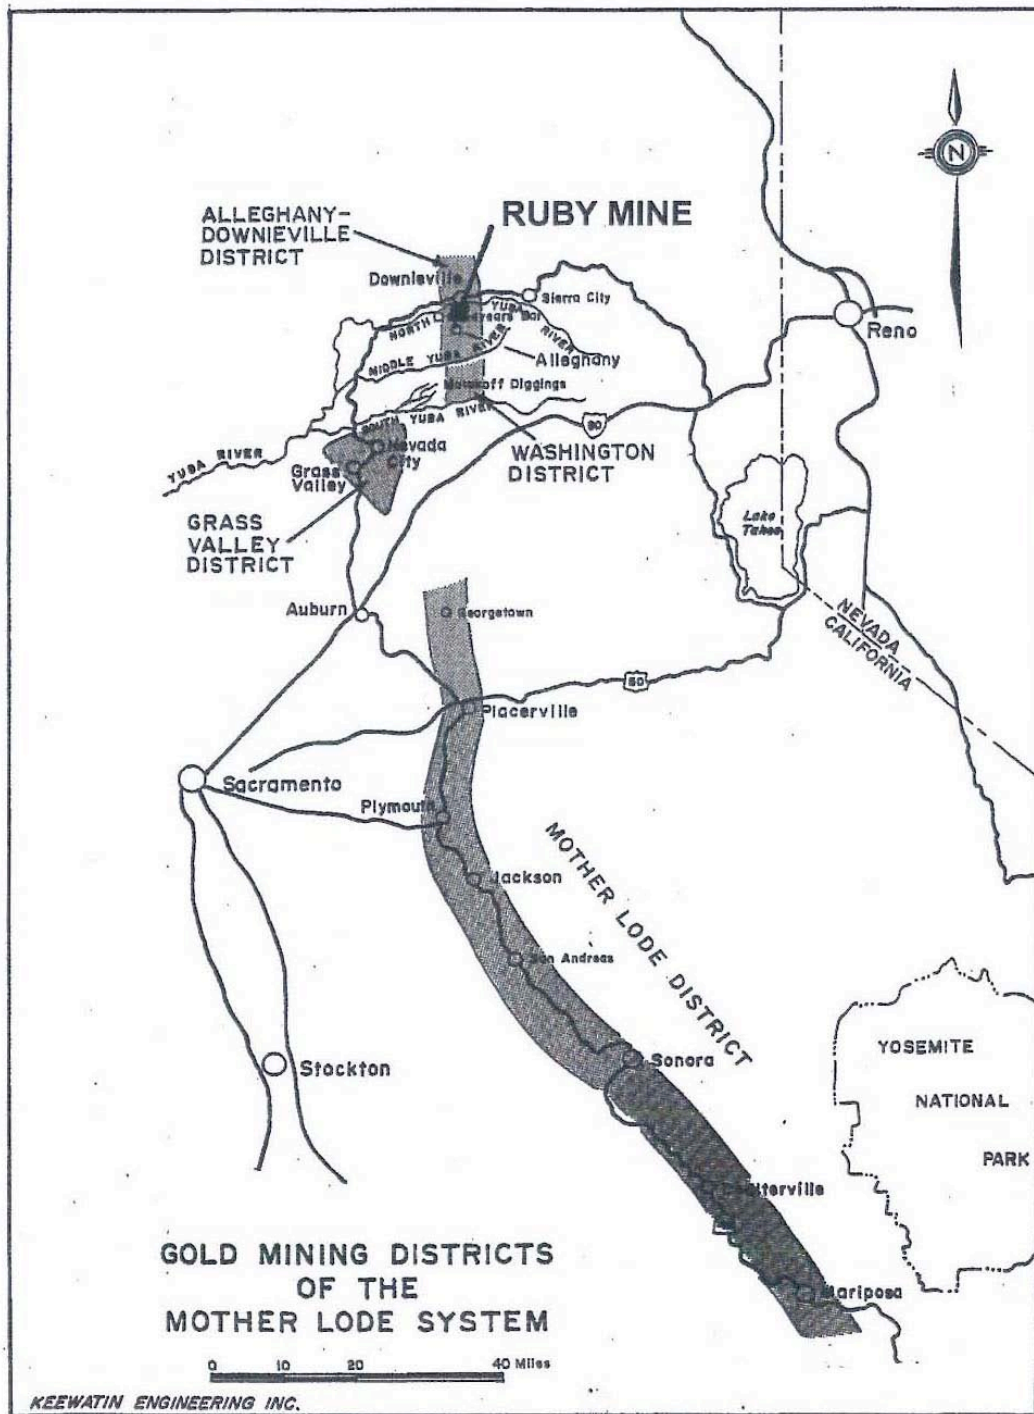 N
ALLEGHANY-
DOWNIEVILLE
DISTRICT
RUBY MINE
Downieville
Sierra City
Reno
NORTH
YUBA
RIVER
Bar
Alleghany
MIDDLE YUBA RIVER
Diggings
SOUTH YUBA RIVER
80
YUBA RIVER
Nevada
City
Grass
Valley
WASHINGTON
DISTRICT
GRASS
VALLEY
DISTRICT
Lake
Tahoe
Auburn
Georgetown
NEVADA
CALIFORNIA
50
Placerville
Sacramento
Plymouth
MOTHER LODE DISTRICT
Jackson
San Andreas
Sonora
Stockton
YOSEMITE
NATIONAL
PARK
Coulterville
Mariposa
GOLD MINING DISTRICTS
OF THE
MOTHER LODE SYSTEM
0 10 20 40 Miles
KEEWATIN ENGINEERING INC.